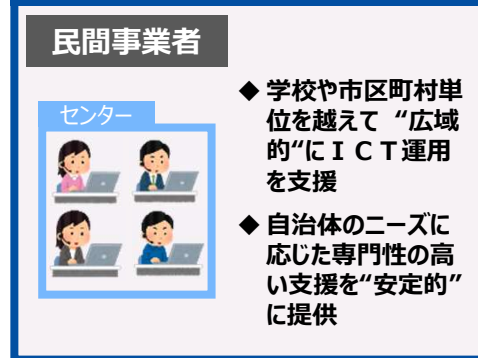 民間事業者
センター
◆ 学校や市区町村単
位を越えて “広域
的“にＩＣＴ運用
を支援
◆ 自治体のニーズに
応じた専門性の高
い支援を“安定的”
に提供